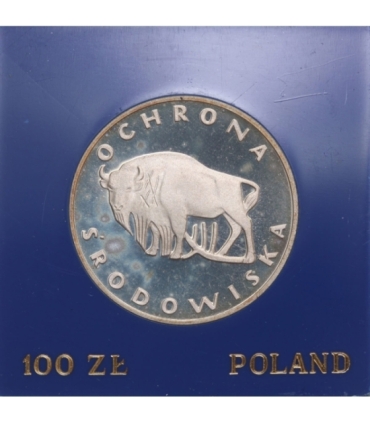 OCHRONA
ŚRODOWISKA
100 ZŁ POLAND